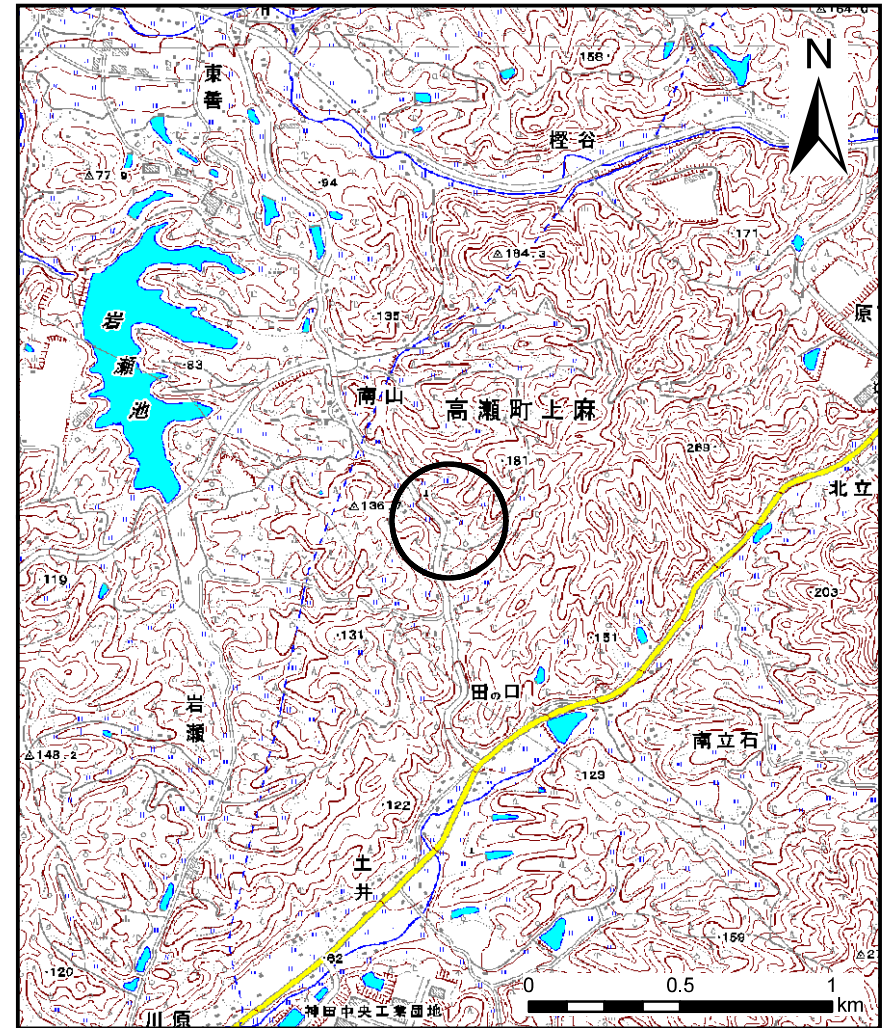 東善
158
樫谷
N
△77.9
94
171
△184.3
135
岩瀬池
83
原
南山
高瀬町上麻
269
181
北立
△136.7
119
203
131
151
田の口
岩瀬
南立石
△148.2
129
122
土井
159
62
120
川原
神田中央工業団地
0 0.5 1
km